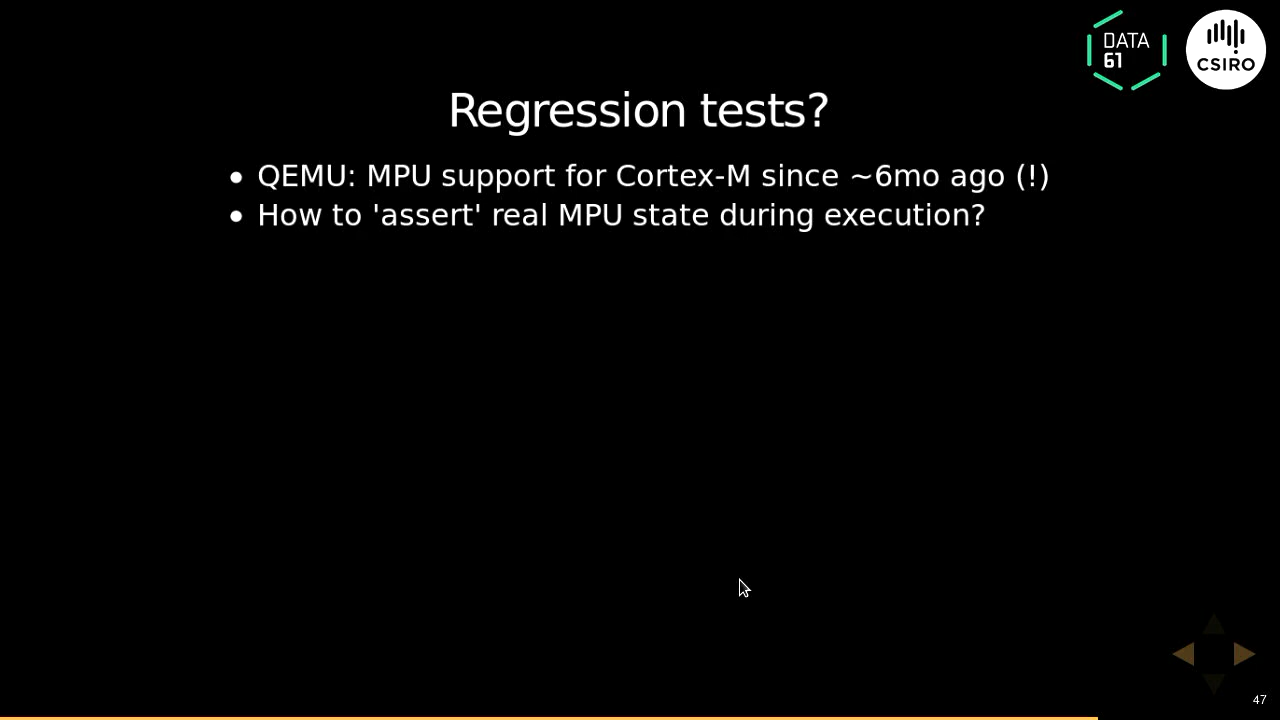 DATA
61
CSIRO
Regression tests?
• QEMU: MPU support for Cortex-M since ~6mo ago (!)
• How to 'assert' real MPU state during execution?
47